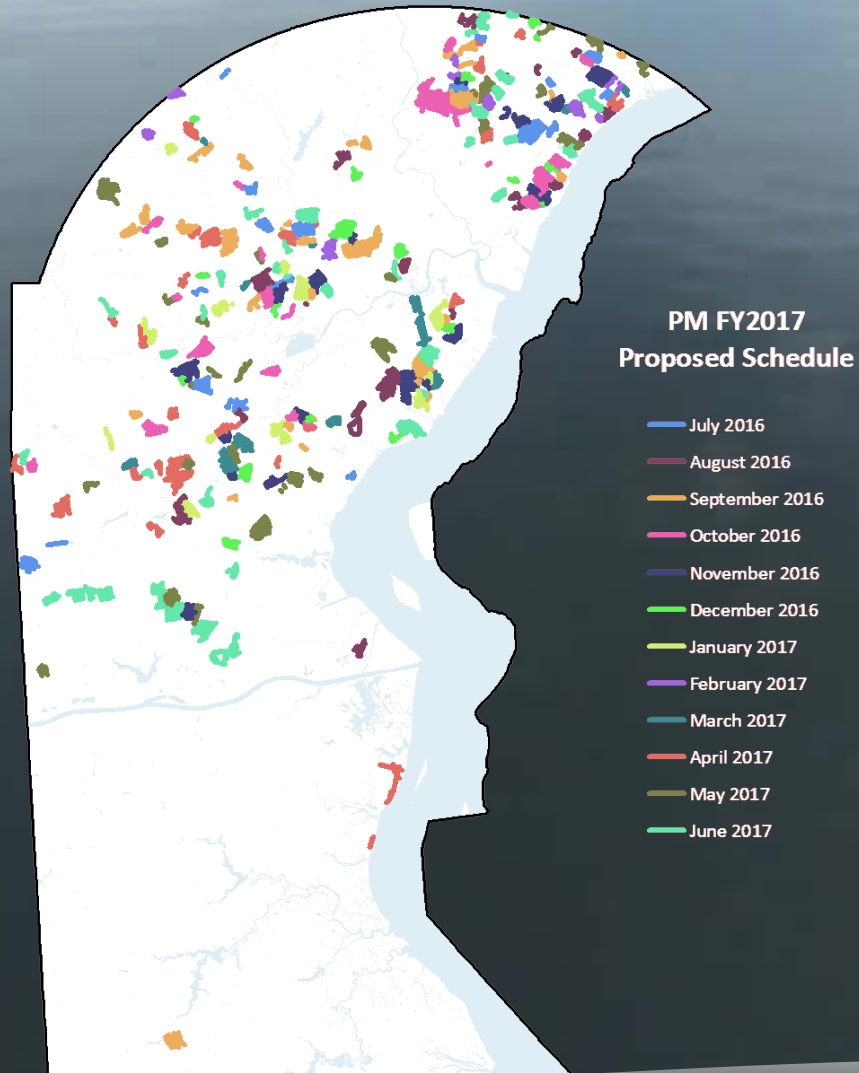 PM FY2017
Proposed Schedule
July 2016
August 2016
September 2016
October 2016
November 2016
December 2016
January 2017
February 2017
March 2017
April 2017
May 2017
June 2017